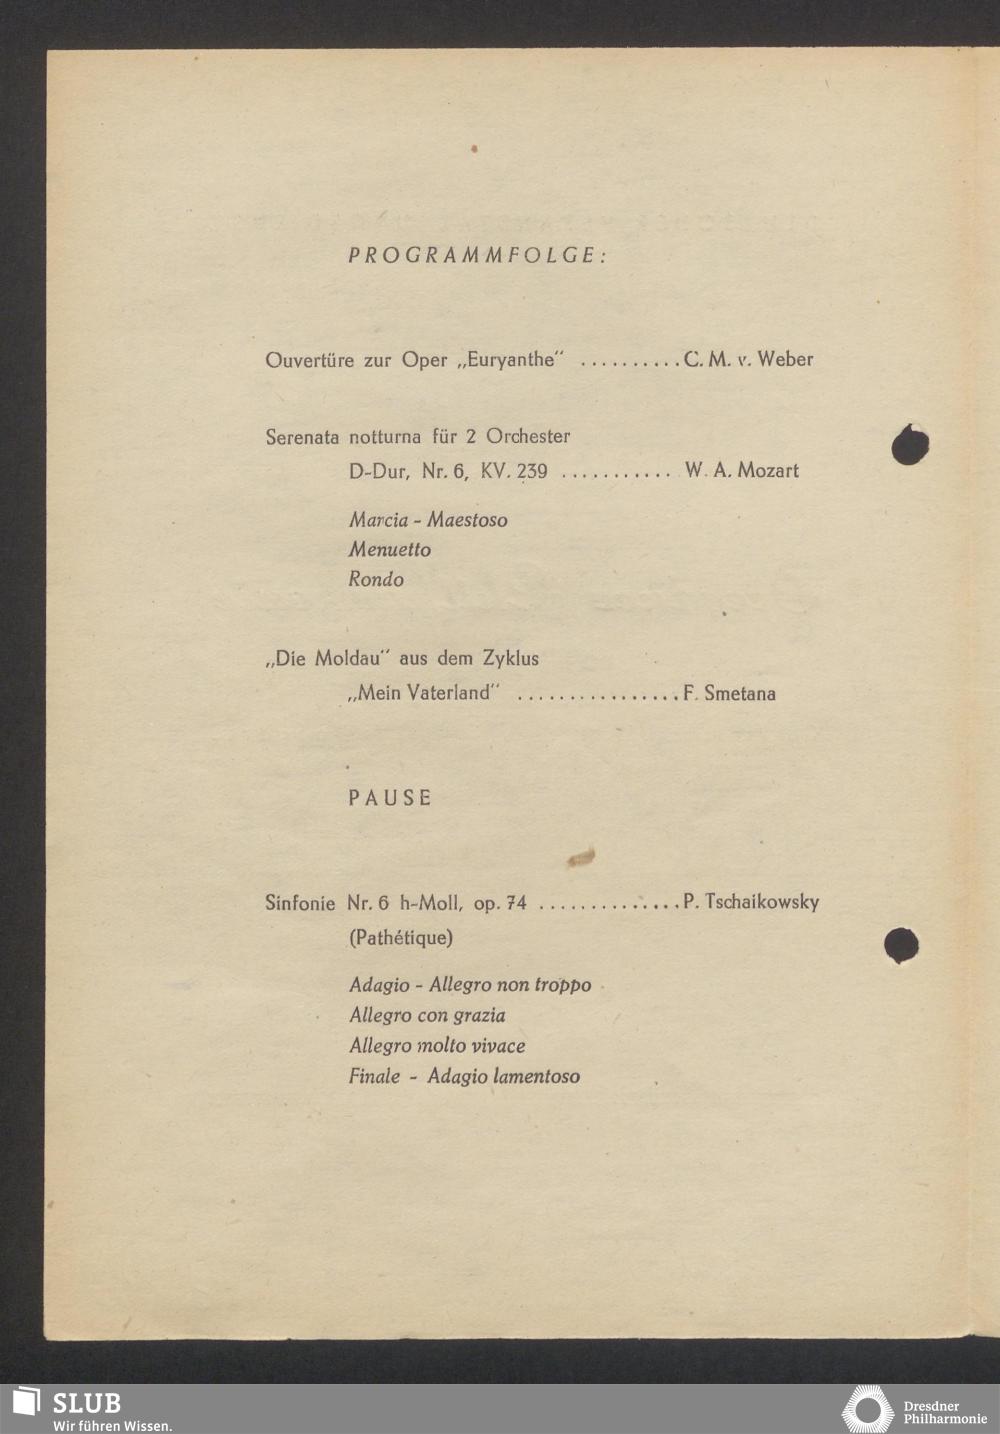 PROGRAMMFOLGE:
Ouvertüre zur Oper „Euryanthe" .......... C. M. v. Weber
Serenata notturna für 2 Orchester
D-Dur, Nr. 6, KV. 239 ........... W. A. Mozart
Marcia - Maestoso
Menuetto
Rondo
„Die Moldau" aus dem Zyklus
„Mein Vaterland" ................ F. Smetana
PAUSE
Sinfonie Nr. 6 h-Moll, op. 74 .............. P. Tschaikowsky
(Pathétique)
Adagio - Allegro non troppo
Allegro con grazia
Allegro molto vivace
Finale - Adagio lamentoso
SLUB
Wir führen Wissen.
Dresdner
Philharmonie